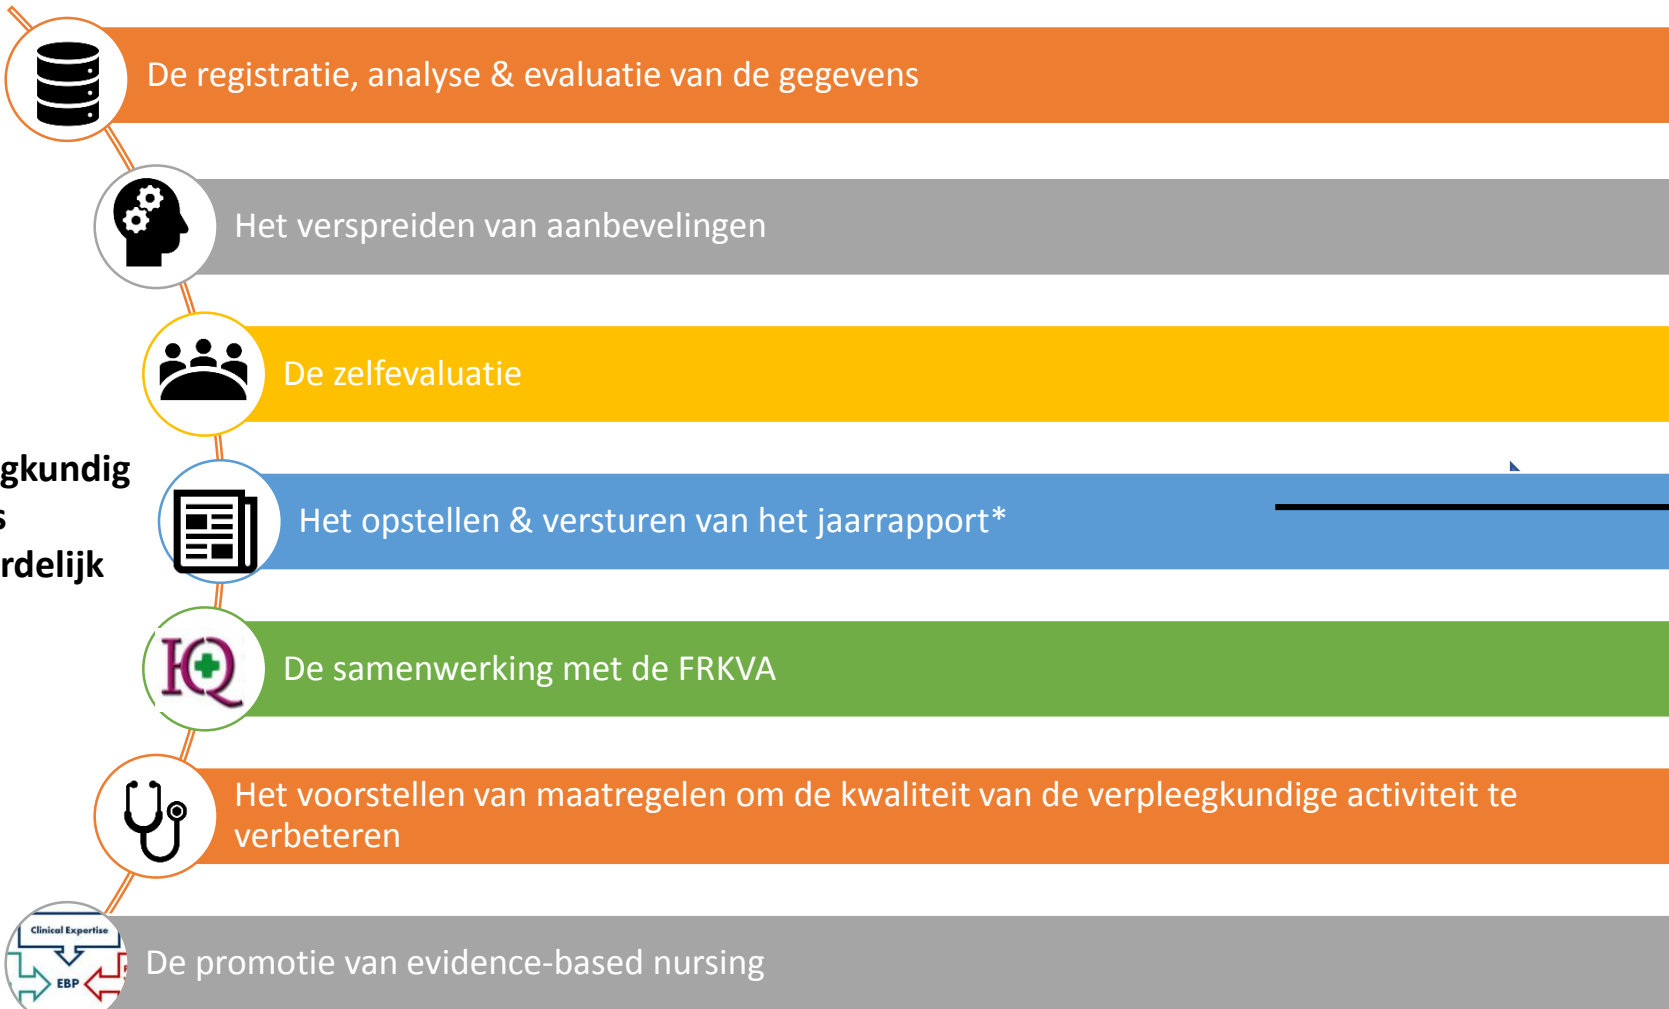 De registratie, analyse & evaluatie van de gegevens
Het verspreiden van aanbevelingen
De zelfevaluatie
gkundig
s
rdelijk
Het opstellen & versturen van het jaarrapport*
De samenwerking met de FRKVA
Het voorstellen van maatregelen om de kwaliteit van de verpleegkundige activiteit te
verbeteren
Clinical Expertise
EBP
De promotie van evidence-based nursing